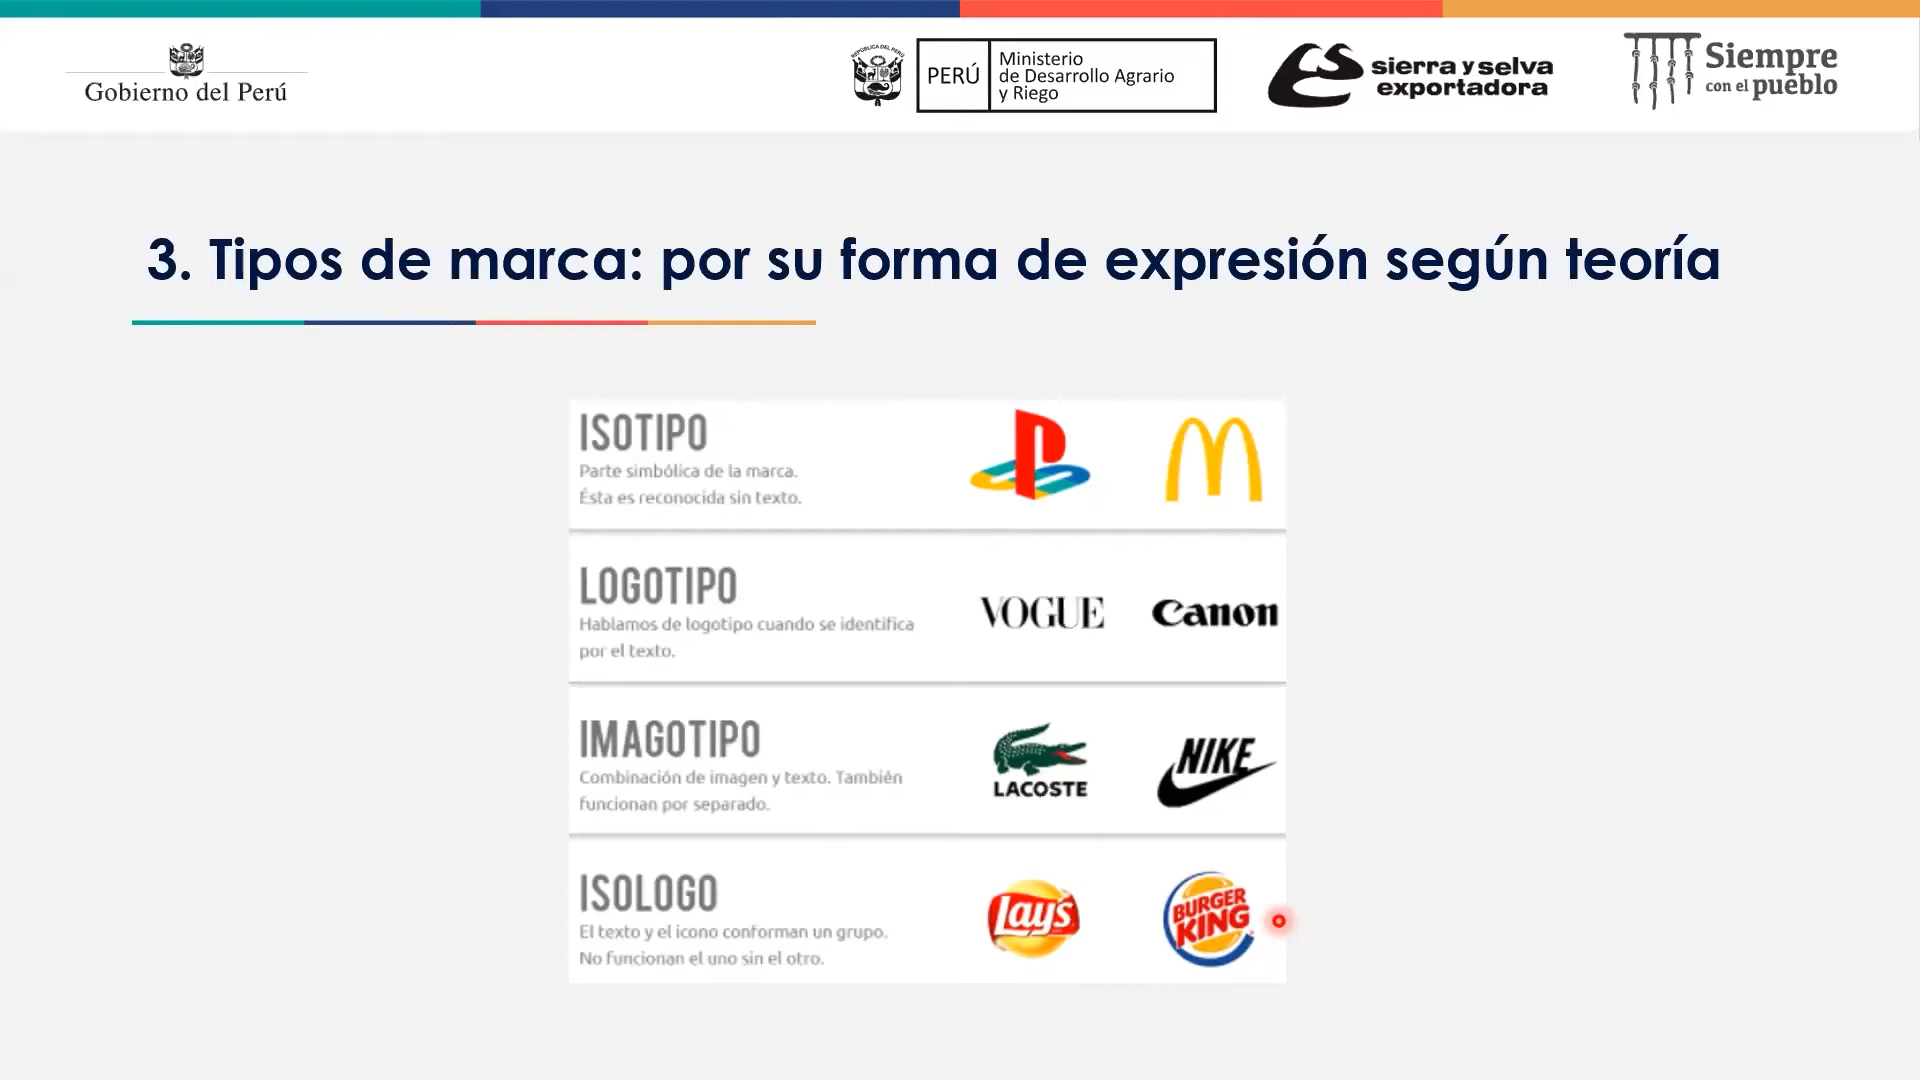 Gobierno del Perú
REPÚBLICA DEL PERÚ
PERÚ
Ministerio
de Desarrollo Agrario
y Riego
sierra y selva
exportadora
Siempre
con el pueblo
3. Tipos de marca: por su forma de expresión según teoría
ISOTIPO
Parte simbólica de la marca.
Ésta es reconocida sin texto.
LOGOTIPO
Hablamos de logotipo cuando se identifica
por el texto.
VOGUE
Canon
IMAGOTIPO
Combinación de imagen y texto. También
funcionan por separado.
LACOSTE
NIKE
ISOLOGO
El texto y el icono conforman un grupo.
No funcionan el uno sin el otro.
Lay's
BURGER
KING